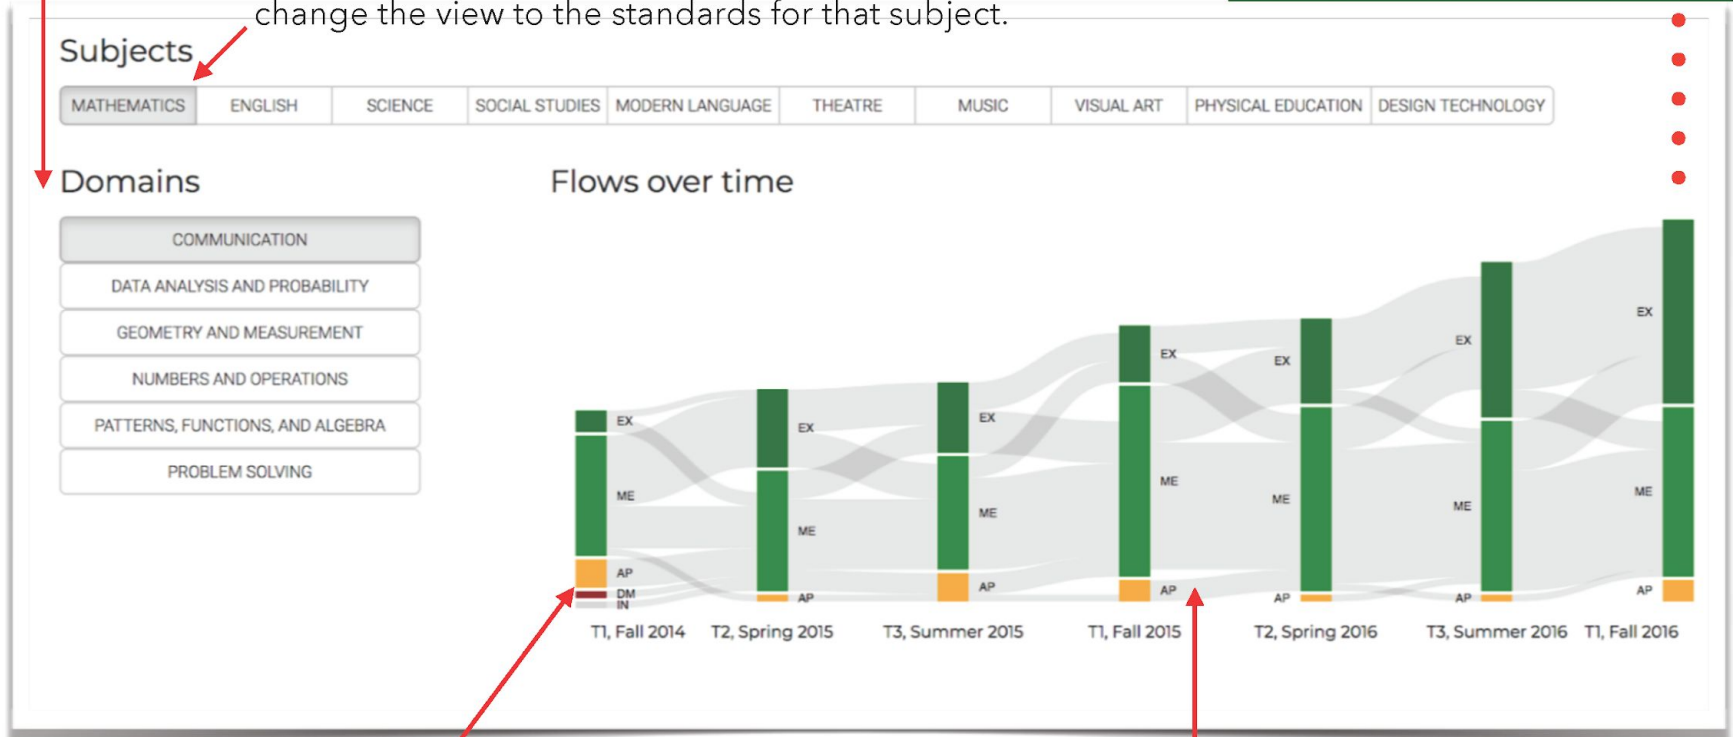 change the view to the standards for that subject.
Subjects
MATHEMATICS ENGLISH SCIENCE SOCIAL STUDIES MODERN LANGUAGE THEATRE MUSIC VISUAL ART PHYSICAL EDUCATION DESIGN TECHNOLOGY
Domains
COMMUNICATION
DATA ANALYSIS AND PROBABILITY
GEOMETRY AND MEASUREMENT
NUMBERS AND OPERATIONS
PATTERNS, FUNCTIONS, AND ALGEBRA
PROBLEM SOLVING
Flows over time
EX
ME
AP
DM
IN
EX
ME
AP
EX
ME
AP
EX
ME
AP
EX
ME
AP
EX
ME
AP
EX
ME
AP
T1, Fall 2014 T2, Spring 2015 T3, Summer 2015 T1, Fall 2015 T2, Spring 2016 T3, Summer 2016 T1, Fall 2016